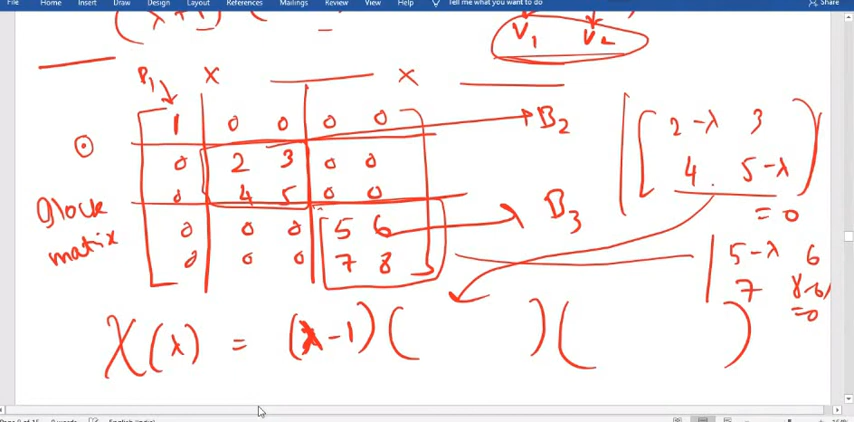 File Home Insert Draw Design Layout References Mailings Review View Help Tell me what you want to do Share
(λ+1) (
V1 V2
P1 X X
1 0 0 0 0 B2
0 2 3 0 0
0 4 5 0 0
0 0 0 5 6 B3
0 0 0 7 8
Block
matix
2-λ 3
4 5-λ
= 0
5-λ 6
7 8-λ
=0
χ(λ) = (λ-1)( )( )
English (India)